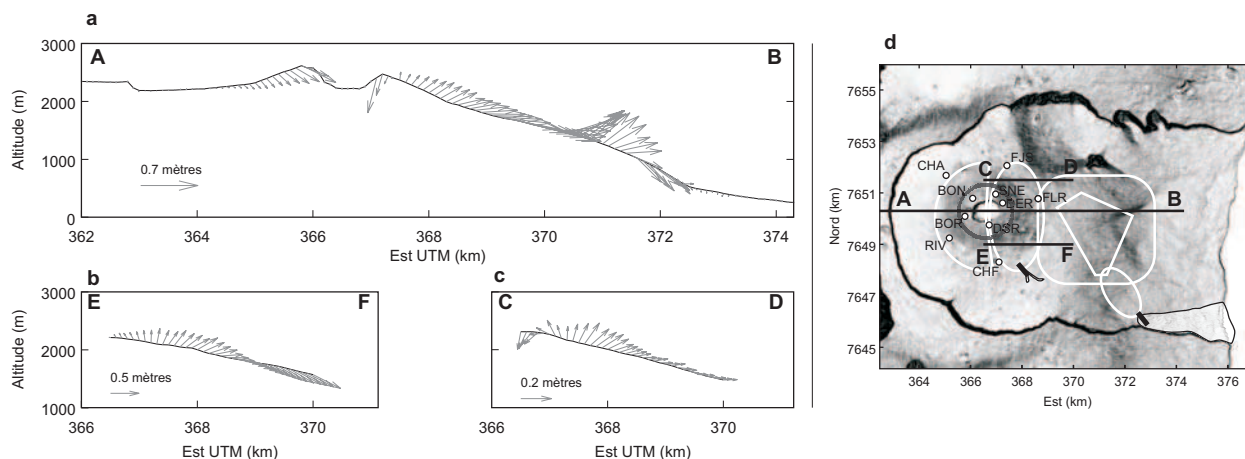 a
A
B
3000
2000
1000
0
Altitude (m)
0.7 mètres
362 364 366 368 370 372 374
Est UTM (km)
b
E
F
3000
2000
1000
Altitude (m)
0.5 mètres
366 368 370
Est UTM (km)
c
C
D
0.2 mètres
366 368 370
Est UTM (km)
d
7655
7653
7651
7649
7647
7645
Nord (km)
CHA
FJS
C
D
BON
SNE
DER
FLR
A
B
BOR
DSR
RIV
E
F
CHF
364 366 368 370 372 374 376
Est (km)